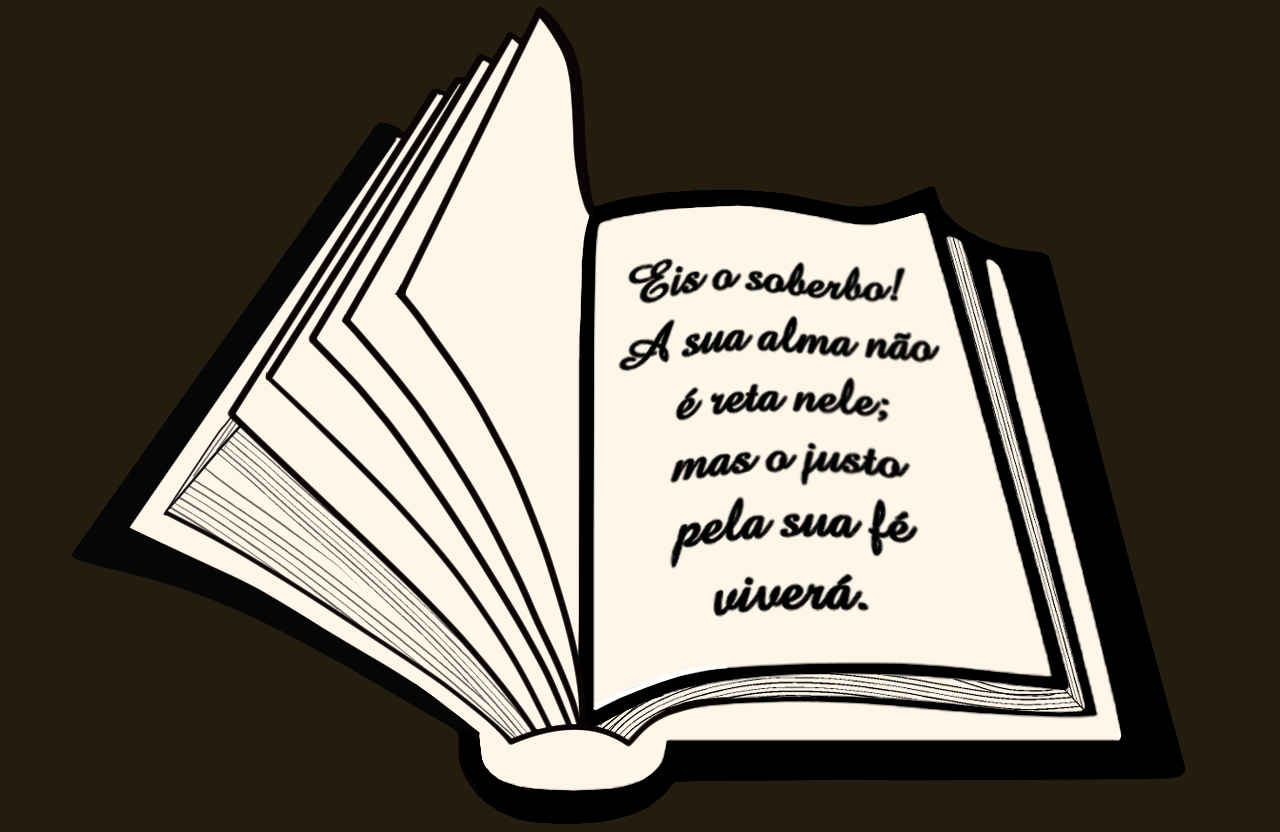 Eis o soberbo!
A sua alma não
é reta nele;
mas o justo
pela sua fé
viverá.